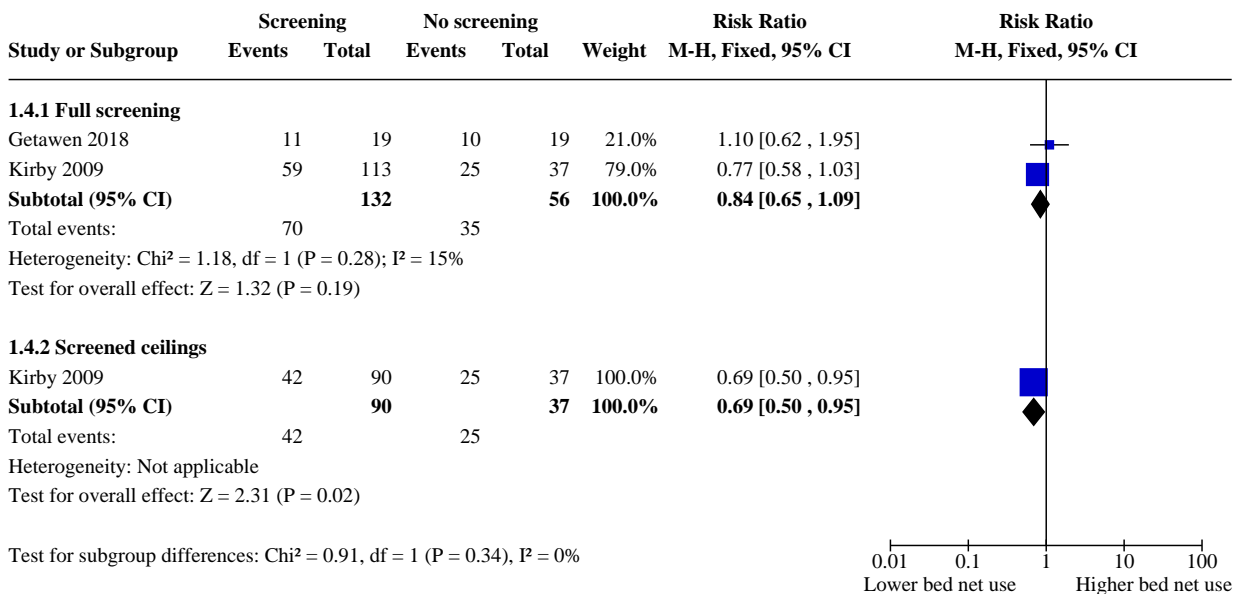 Screening No screening Risk Ratio Risk Ratio
Study or Subgroup Events Total Events Total Weight M-H, Fixed, 95% CI M-H, Fixed, 95% CI
1.4.1 Full screening
Getawen 2018 11 19 10 19 21.0% 1.10 [0.62 , 1.95]
Kirby 2009 59 113 25 37 79.0% 0.77 [0.58 , 1.03]
Subtotal (95% CI) 132 56 100.0% 0.84 [0.65 , 1.09]
Total events: 70 35
Heterogeneity: Chi² = 1.18, df = 1 (P = 0.28); I² = 15%
Test for overall effect: Z = 1.32 (P = 0.19)
1.4.2 Screened ceilings
Kirby 2009 42 90 25 37 100.0% 0.69 [0.50 , 0.95]
Subtotal (95% CI) 90 37 100.0% 0.69 [0.50 , 0.95]
Total events: 42 25
Heterogeneity: Not applicable
Test for overall effect: Z = 2.31 (P = 0.02)
Test for subgroup differences: Chi² = 0.91, df = 1 (P = 0.34), I² = 0%
0.01 0.1 1 10 100
Lower bed net use Higher bed net use